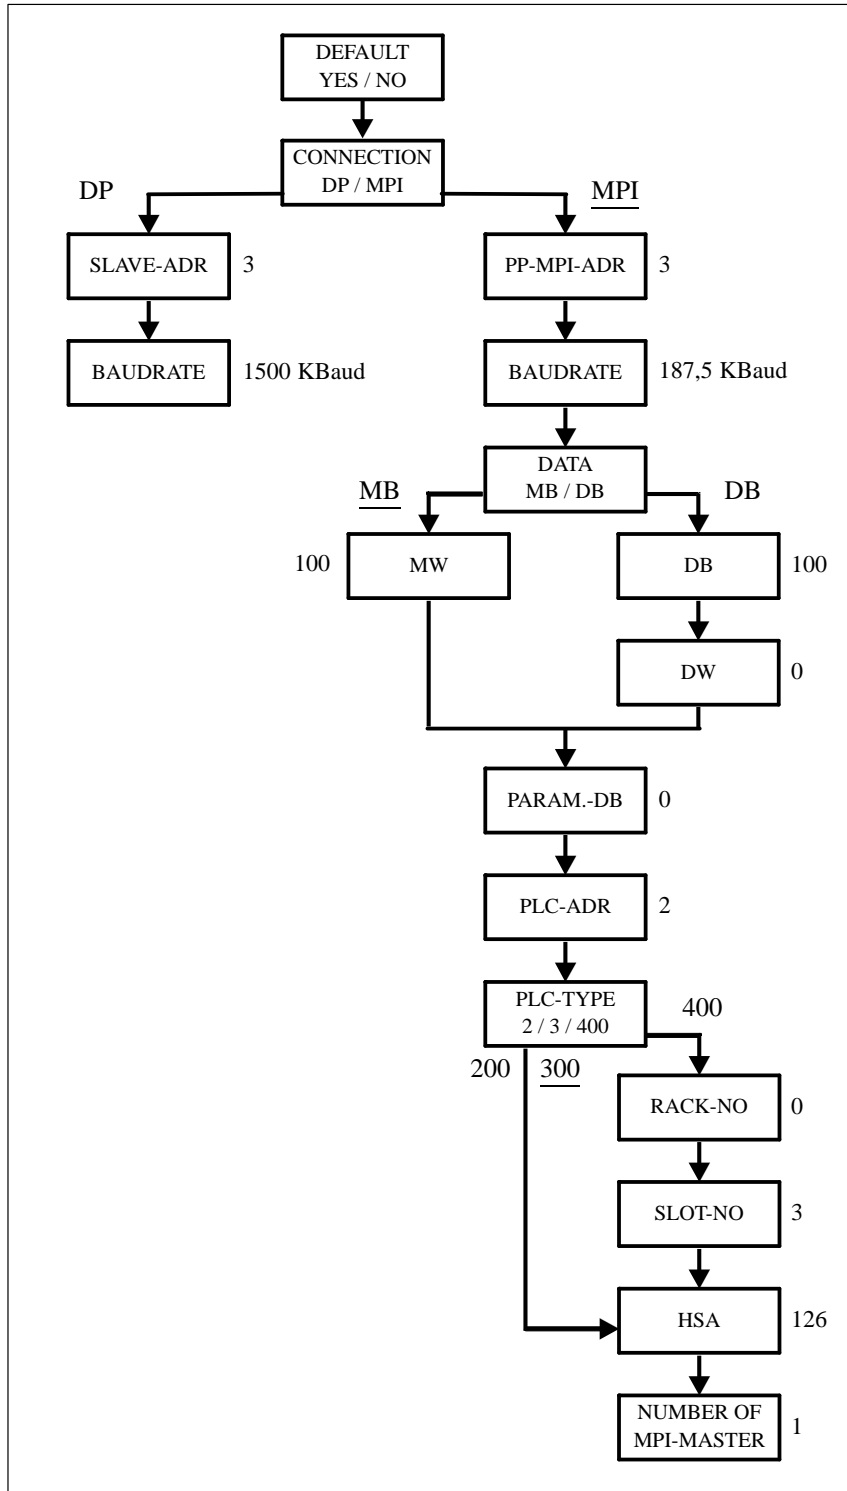 DEFAULT
YES / NO
CONNECTION
DP / MPI
DP
MPI
SLAVE-ADR
3
PP-MPI-ADR
3
BAUDRATE
1500 KBaud
BAUDRATE
187,5 KBaud
DATA
MB / DB
MB
DB
100
MW
DB
100
DW
0
PARAM.-DB
0
PLC-ADR
2
PLC-TYPE
2 / 3 / 400
400
200
300
RACK-NO
0
SLOT-NO
3
HSA
126
NUMBER OF
MPI-MASTER
1